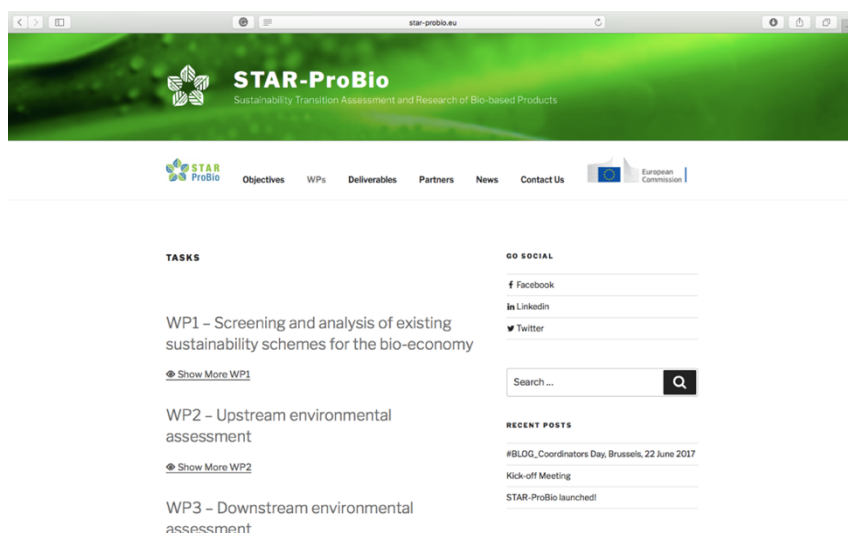 star-probio.eu
STAR-ProBio
Sustainability Transition Assessment and Research of Bio-based Products
STAR
ProBio
Objectives
WPs
Deliverables
Partners
News
Contact Us
European
Commission
TASKS
WP1 – Screening and analysis of existing
sustainability schemes for the bio-economy
Show More WP1
WP2 – Upstream environmental
assessment
Show More WP2
WP3 – Downstream environmental
assessment
GO SOCIAL
Facebook
Linkedin
Twitter
Search ...
RECENT POSTS
#BLOG_Coordinators Day, Brussels, 22 June 2017
Kick-off Meeting
STAR-ProBio launched!